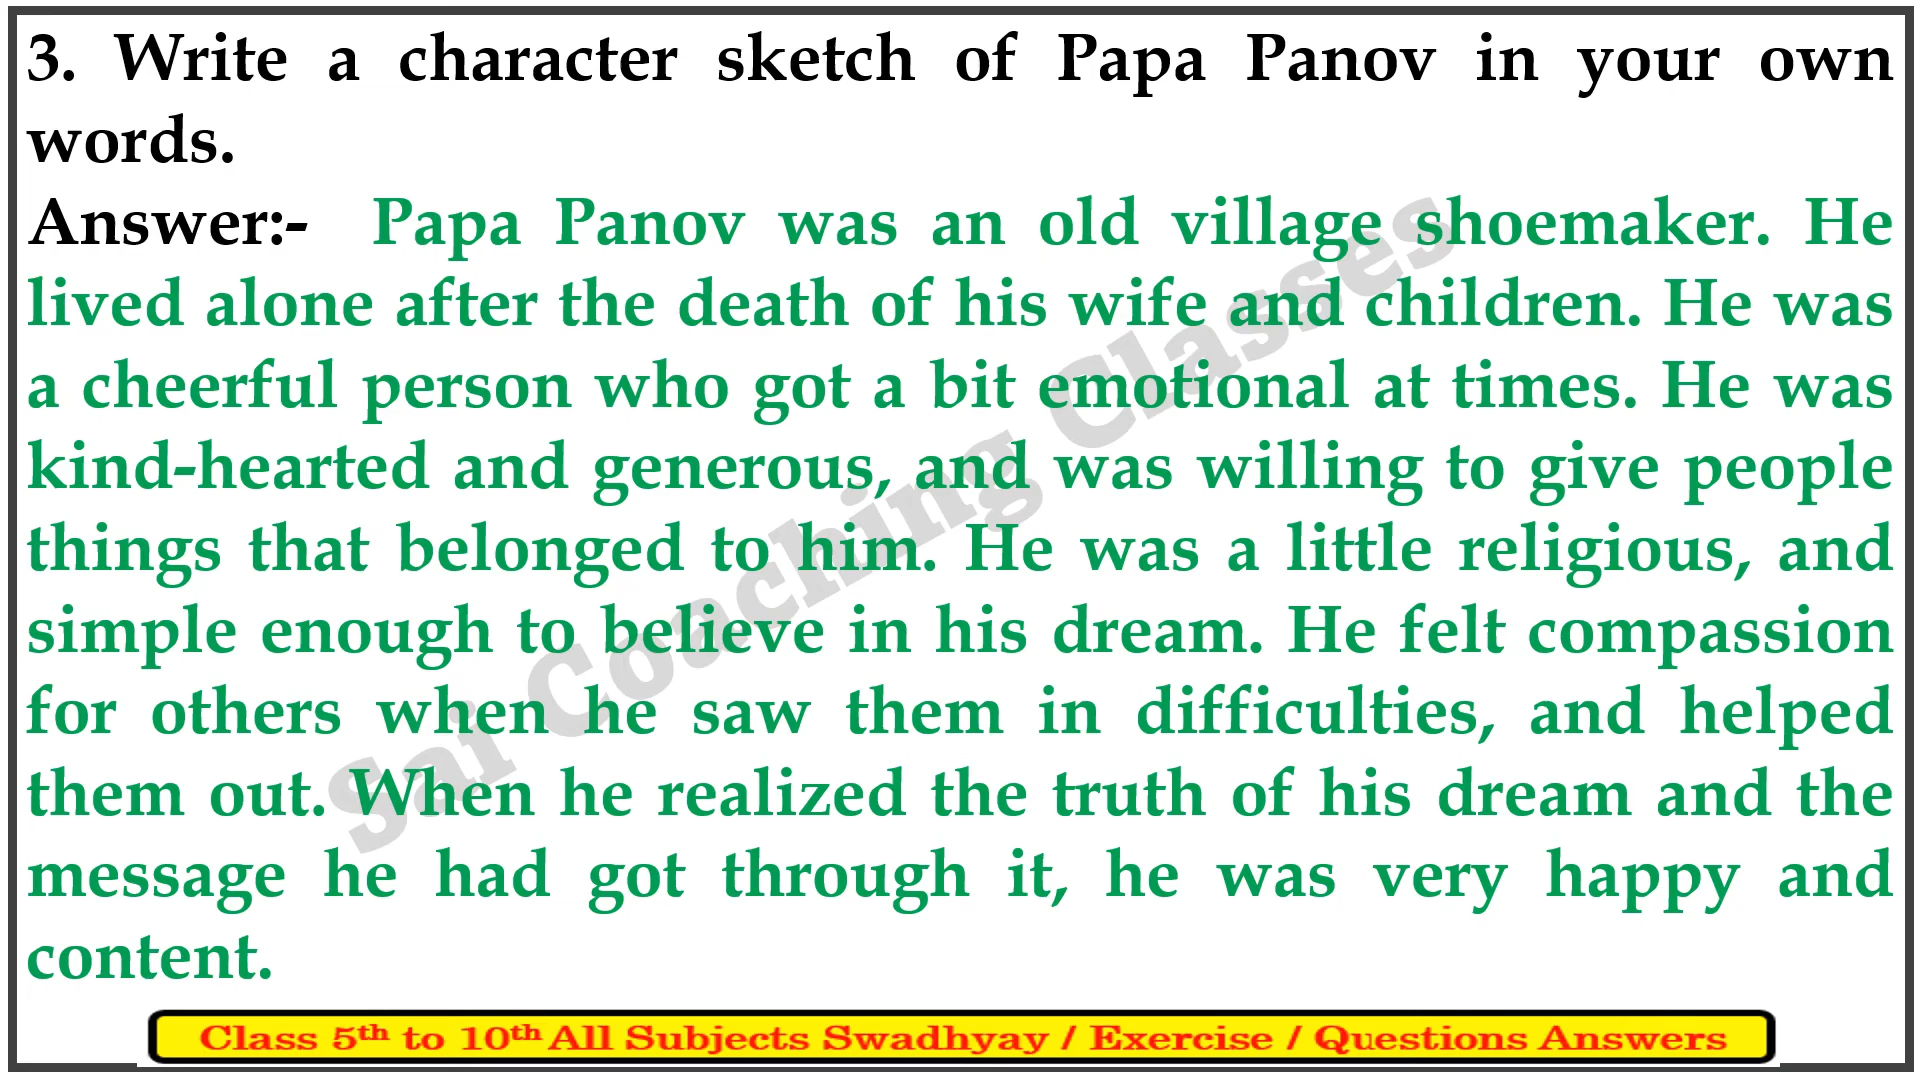 3. Write a character sketch of Papa Panov in your own
words.
Answer:- Papa Panov was an old village shoemaker. He
lived alone after the death of his wife and children. He was
a cheerful person who got a bit emotional at times. He was
kind-hearted and generous, and was willing to give people
things that belonged to him. He was a little religious, and
simple enough to believe in his dream. He felt compassion
for others when he saw them in difficulties, and helped
them out. When he realized the truth of his dream and the
message he had got through it, he was very happy and
content.
Sai Coaching Classes
Class 5th to 10th All Subjects Swadhyay / Exercise / Questions Answers